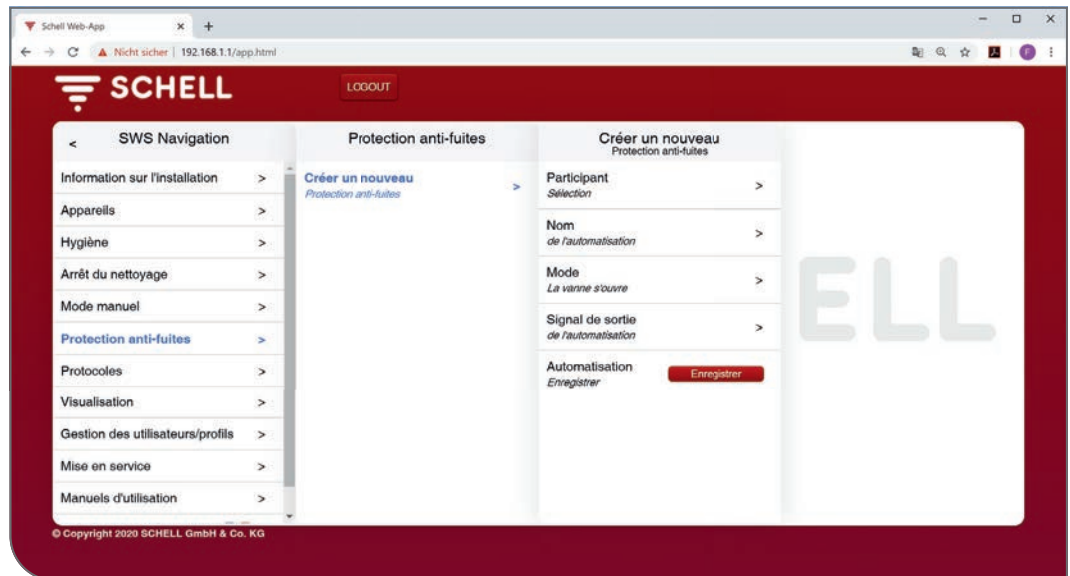 Schell Web-App
Nicht sicher | 192.168.1.1/app.html
F
SCHELL
LOGOUT
< SWS Navigation
Information sur l'installation >
Appareils >
Hygiène >
Arrêt du nettoyage >
Mode manuel >
Protection anti-fuites >
Protocoles >
Visualisation >
Gestion des utilisateurs/profils >
Mise en service >
Manuels d'utilisation >
Protection anti-fuites
Créer un nouveau >
Protection anti-fuites
Créer un nouveau
Protection anti-fuites
Participant >
Sélection
Nom >
de l'automatisation
Mode >
La vanne s'ouvre
Signal de sortie >
de l'automatisation
Automatisation
Enregistrer
Enregistrer
ELL
© Copyright 2020 SCHELL GmbH & Co. KG